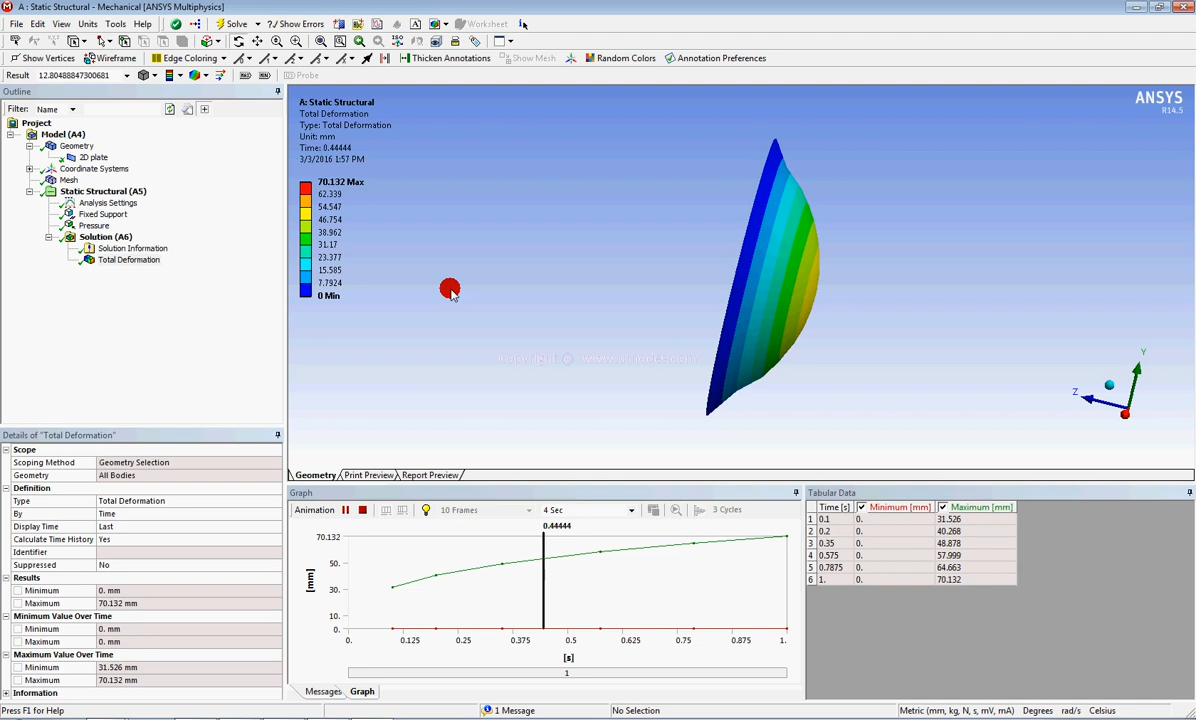 A : Static Structural - Mechanical [ANSYS Multiphysics]
File Edit View Units Tools Help Solve Show Errors Worksheet
Show Vertices Wireframe Edge Coloring Thicken Annotations Show Mesh Random Colors Annotation Preferences
Result 12.80488847300681 Probe
Outline
Filter: Name
Project
Model (A4)
Geometry
2D plate
Coordinate Systems
Mesh
Static Structural (A5)
Analysis Settings
Fixed Support
Pressure
Solution (A6)
Solution Information
Total Deformation
A: Static Structural
Total Deformation
Type: Total Deformation
Unit: mm
Time: 0.44444
3/3/2016 1:57 PM
70.132 Max
62.339
54.547
46.754
38.962
31.17
23.377
15.585
7.7924
0 Min
ANSYS
R14.5
Y
Z
Geometry Print Preview Report Preview
Details of "Total Deformation"
Scope
Scoping Method Geometry Selection
Geometry All Bodies
Definition
Type Total Deformation
By Time
Display Time Last
Calculate Time History Yes
Identifier
Suppressed No
Results
Minimum 0. mm
Maximum 70.132 mm
Minimum Value Over Time
Minimum 0. mm
Maximum 0. mm
Maximum Value Over Time
Minimum 31.526 mm
Maximum 70.132 mm
Information
Graph
Animation 10 Frames 4 Sec 3 Cycles
0.44444
70.132
50.
30.
10.
0.
[mm]
0. 0.125 0.25 0.375 0.5 0.625 0.75 0.875 1.
[s]
1
Messages Graph
Tabular Data
Time [s] Minimum [mm] Maximum [mm]
1 0.1 0. 31.526
2 0.2 0. 40.268
3 0.35 0. 48.878
4 0.575 0. 57.999
5 0.7875 0. 64.663
6 1. 0. 70.132
Press F1 for Help 1 Message No Selection Metric (mm, kg, N, s, mV, mA) Degrees rad/s Celsius